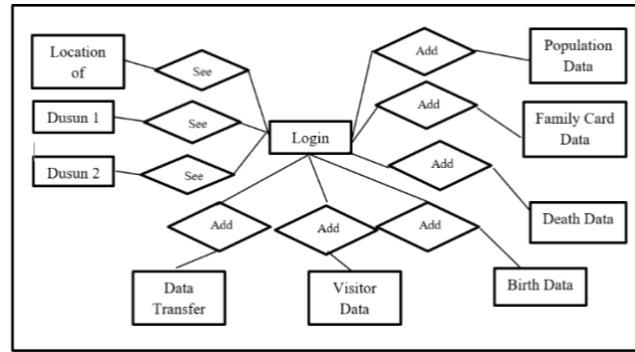 Location
of
See
Add
Population
Data
Dusun 1
See
Login
Add
Family Card
Data
Dusun 2
See
Add
Death Data
Add
Add
Add
Data
Transfer
Visitor
Data
Birth Data